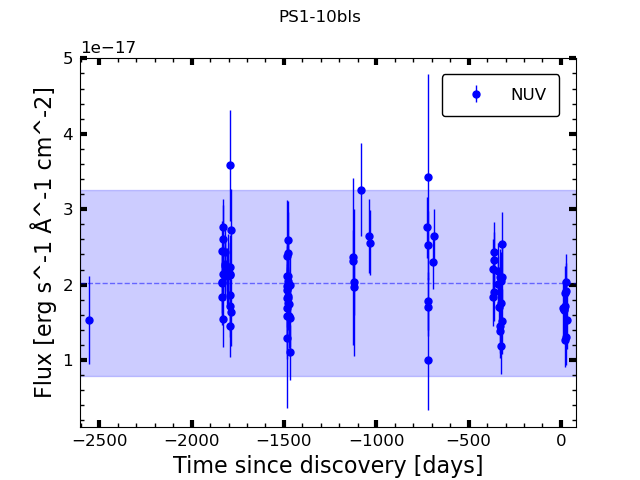 PS1-10bls
1e−17
5
4
3
2
1
NUV
Flux [erg s^-1 Å^-1 cm^-2]
−2500 −2000 −1500 −1000 −500 0
Time since discovery [days]